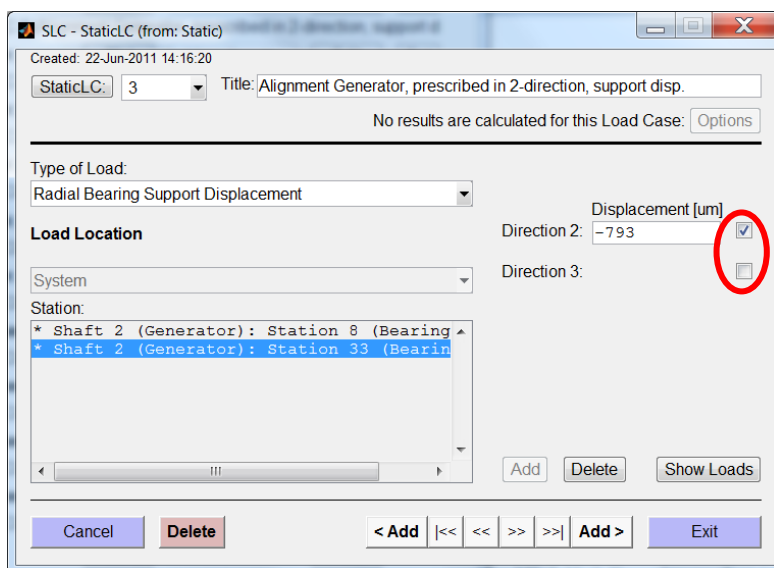 SLC - StaticLC (from: Static)
Created: 22-Jun-2011 14:16:20
StaticLC: 3 Title: Alignment Generator, prescribed in 2-direction, support disp.
No results are calculated for this Load Case: Options
Type of Load:
Radial Bearing Support Displacement
Displacement [um]
Load Location Direction 2: -793
System Direction 3:
Station:
* Shaft 2 (Generator): Station 8 (Bearing
* Shaft 2 (Generator): Station 33 (Bearin
Add Delete Show Loads
Cancel Delete < Add |<< << >> >>| Add > Exit